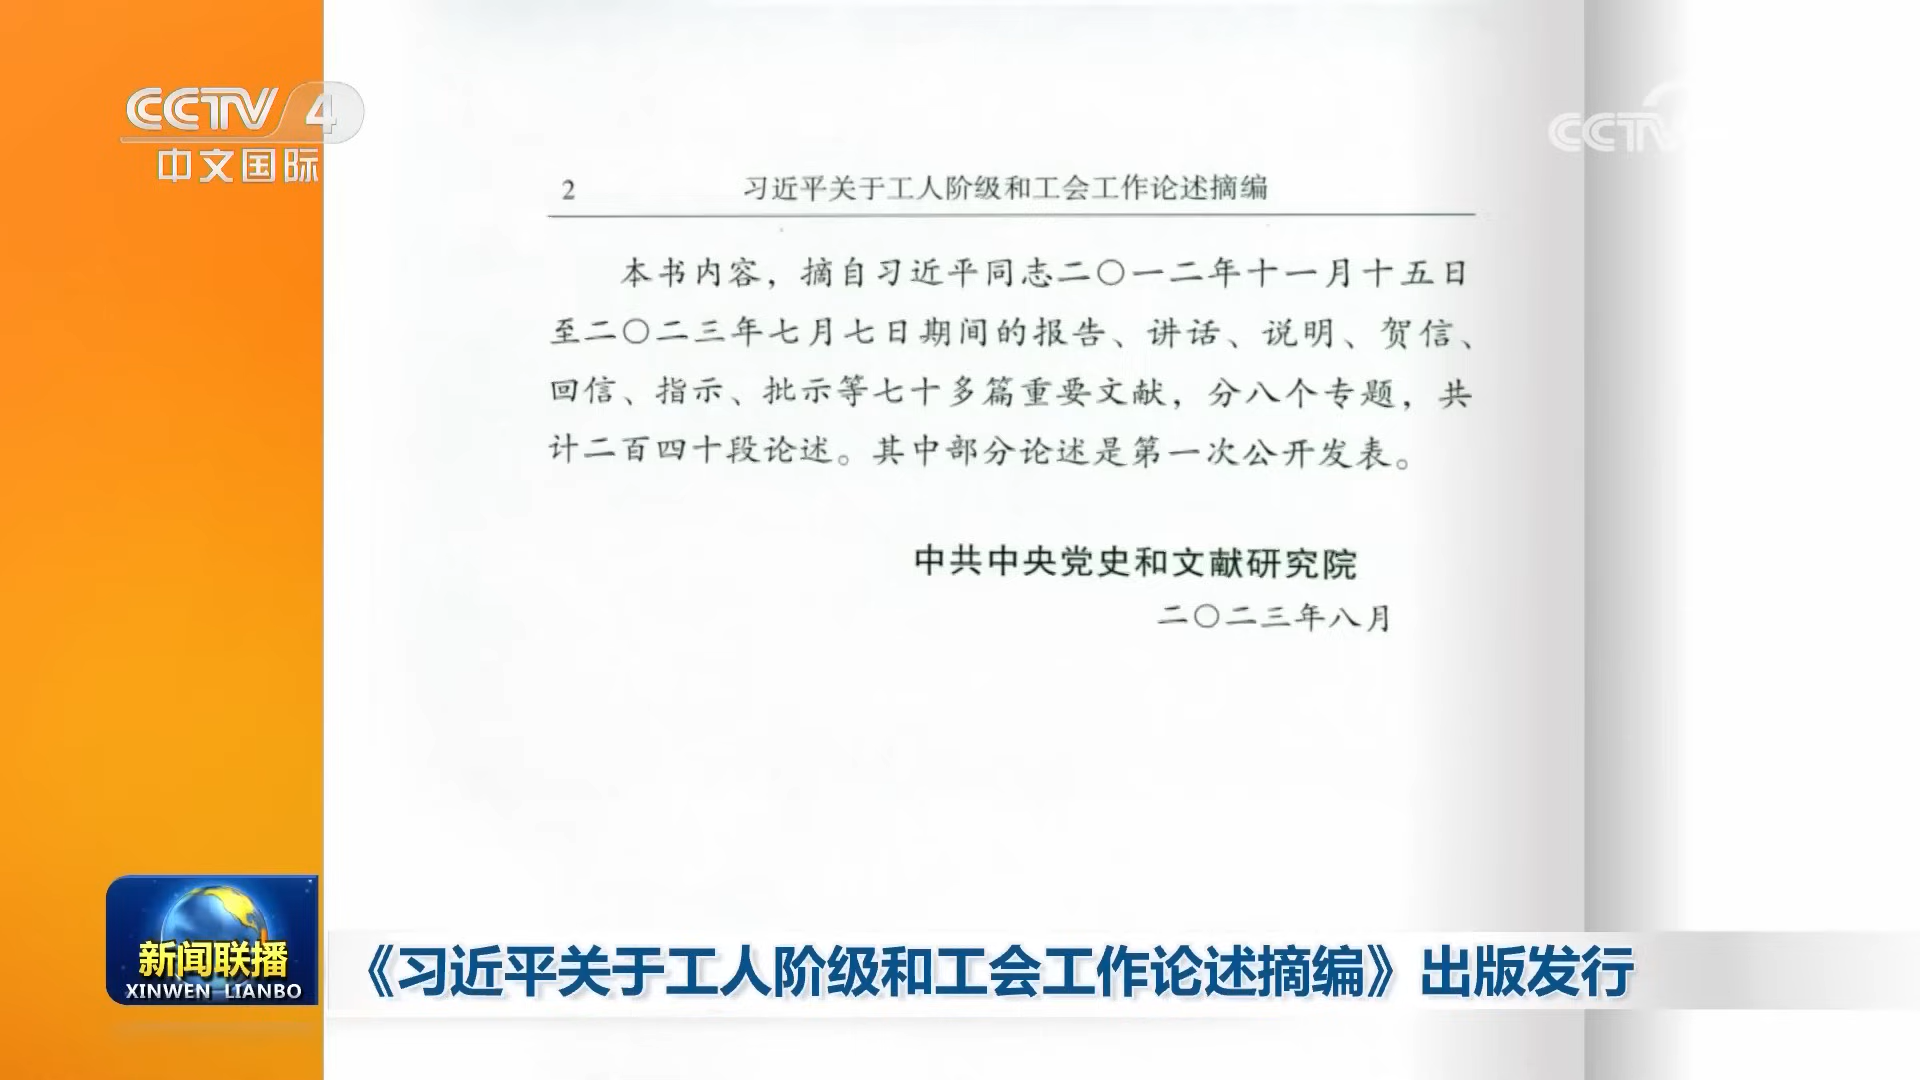 CCTV 4
中文国际
CCTV
2 习近平关于工人阶级和工会工作论述摘编
本书内容，摘自习近平同志二〇一二年十一月十五日
至二〇二三年七月七日期间的报告、讲话、说明、贺信、
回信、指示、批示等七十多篇重要文献，分八个专题，共
计二百四十段论述。其中部分论述是第一次公开发表。
中共中央党史和文献研究院
二〇二三年八月
新闻联播
XINWEN LIANBO
《习近平关于工人阶级和工会工作论述摘编》出版发行